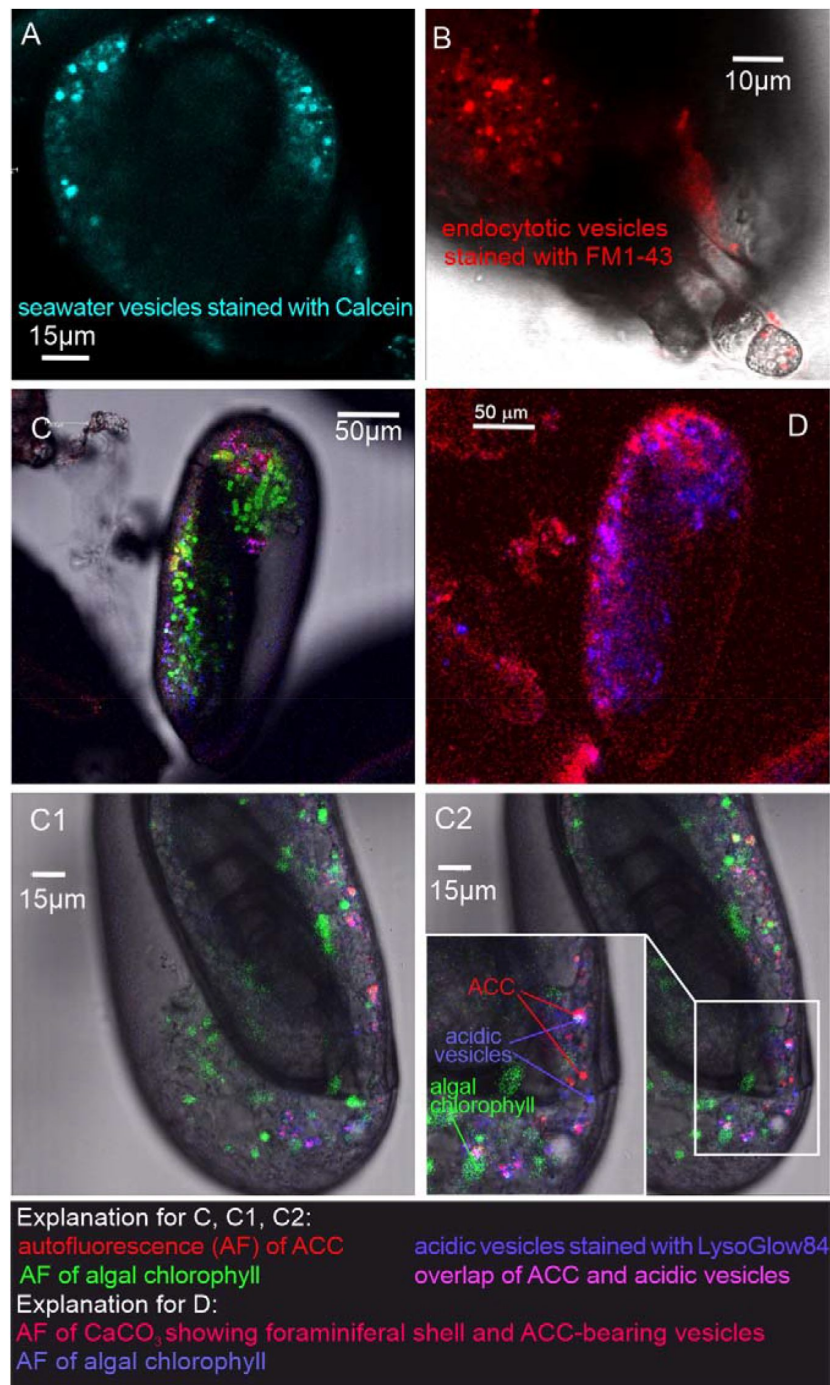 A
seawater vesicles stained with Calcein
15μm
B
10μm
endocytotic vesicles
stained with FM1-43
C
50μm
50 μm
D
C1
15μm
C2
15μm
ACC
acidic
vesicles
algal
chlorophyll
Explanation for C, C1, C2:
autofluorescence (AF) of ACC
acidic vesicles stained with LysoGlow84
AF of algal chlorophyll
overlap of ACC and acidic vesicles
Explanation for D:
AF of CaCO₃ showing foraminiferal shell and ACC-bearing vesicles
AF of algal chlorophyll